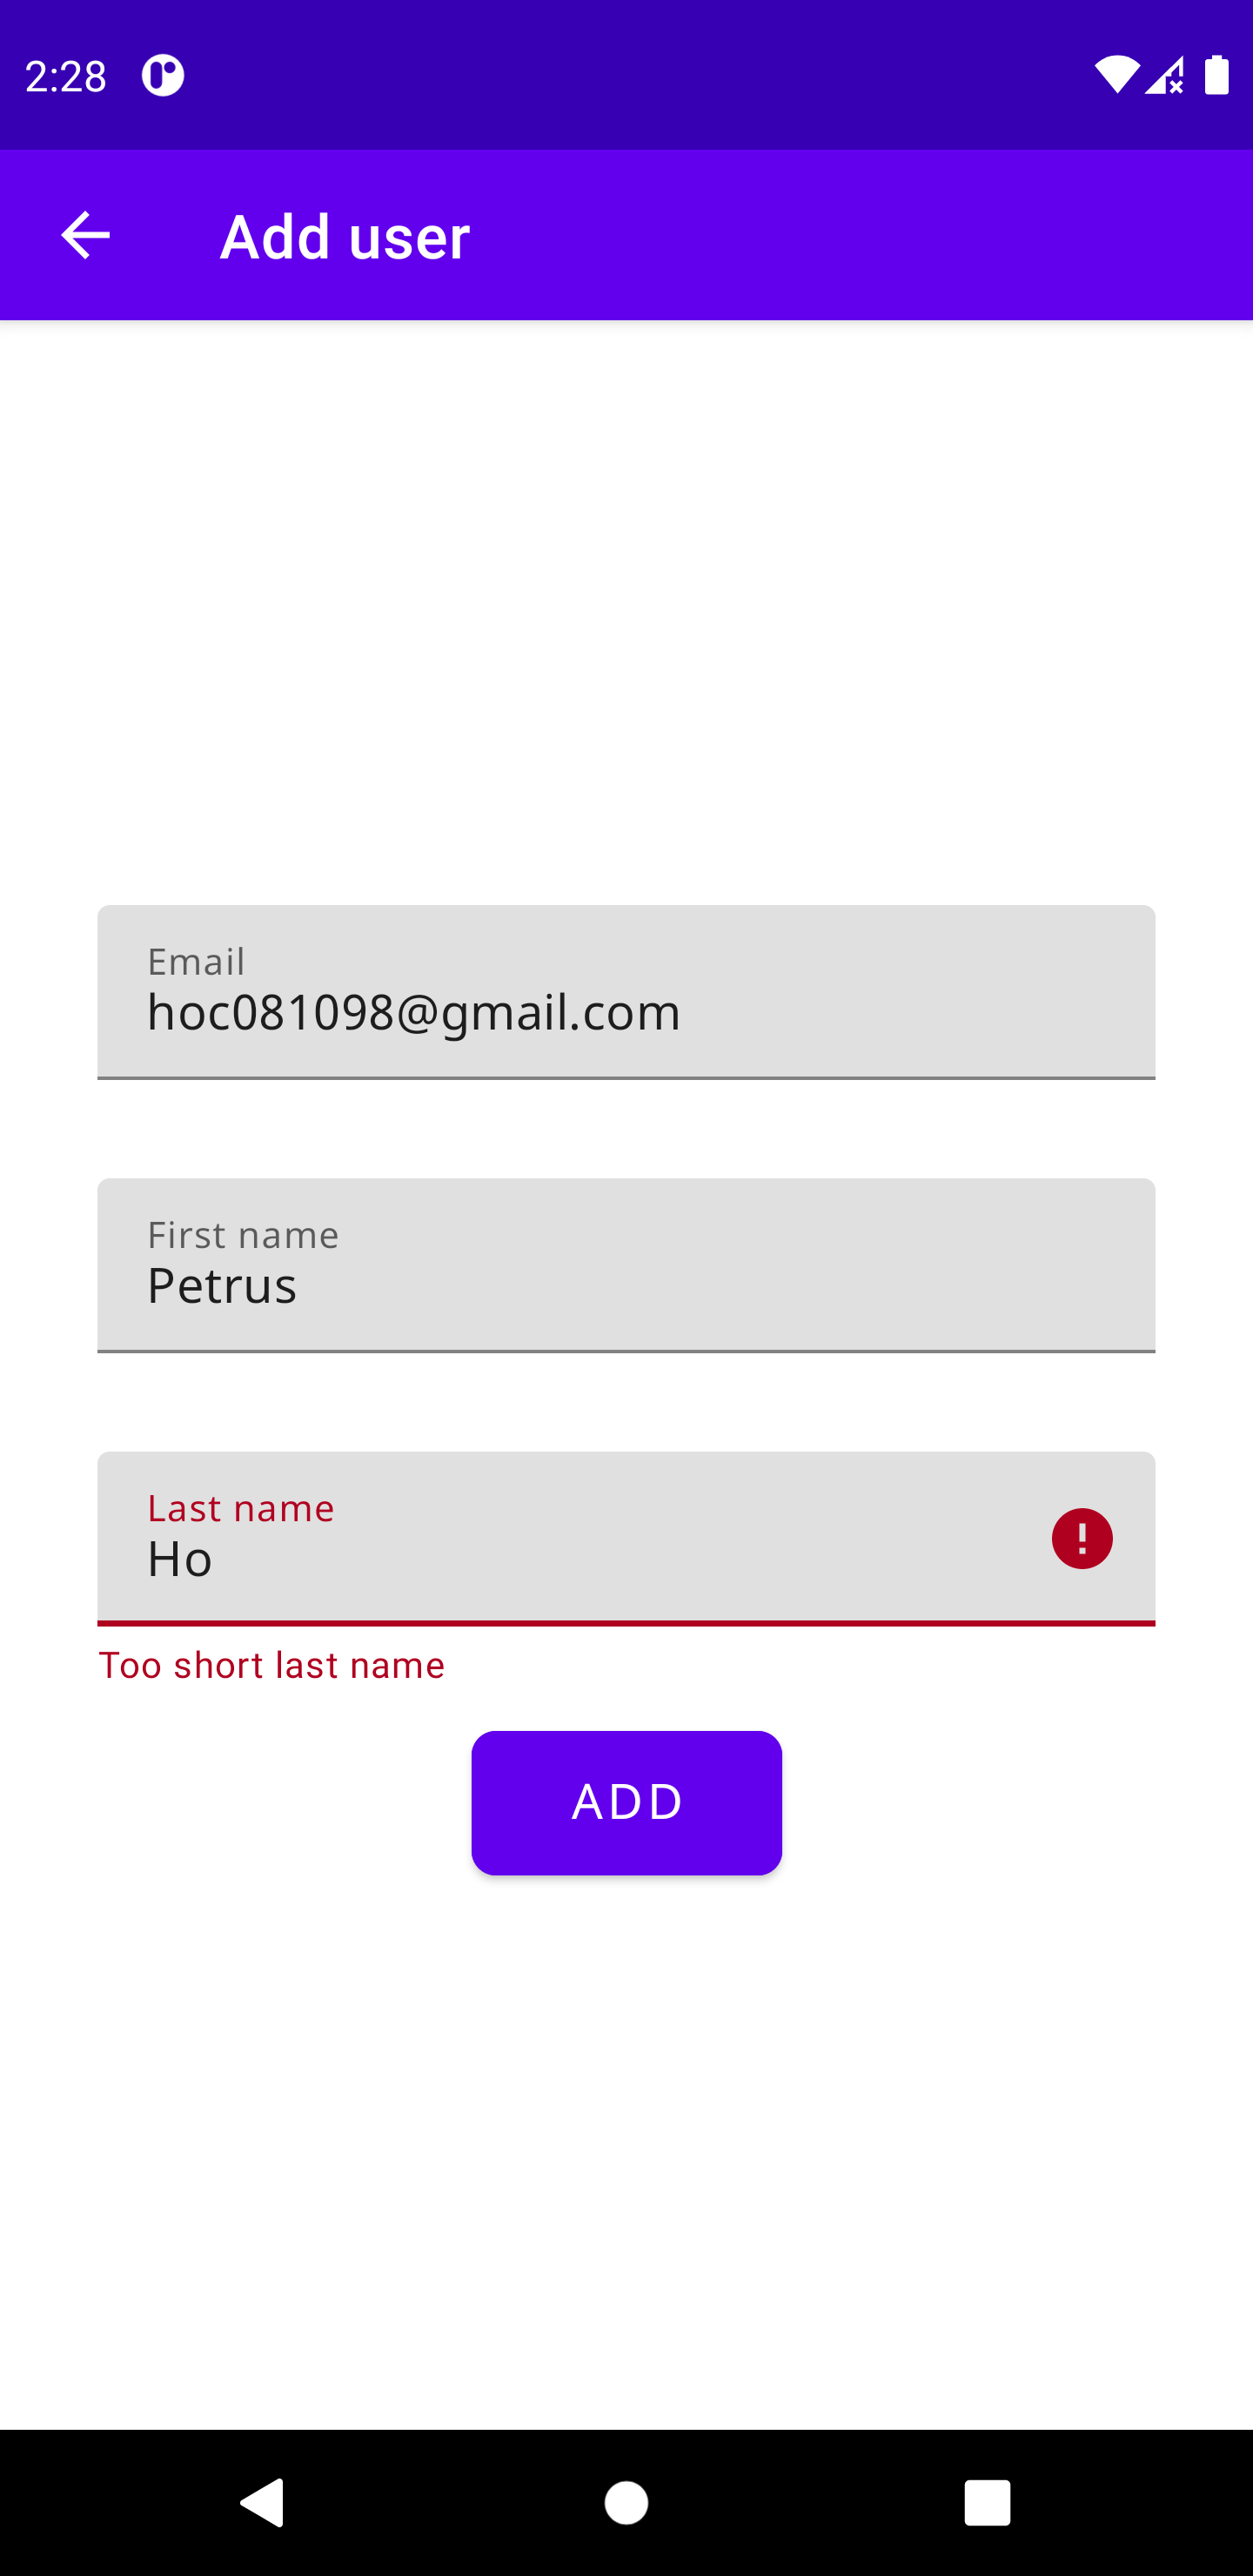 2:28
Add user
Email
hoc081098@gmail.com
First name
Petrus
Last name
Ho
Too short last name
ADD